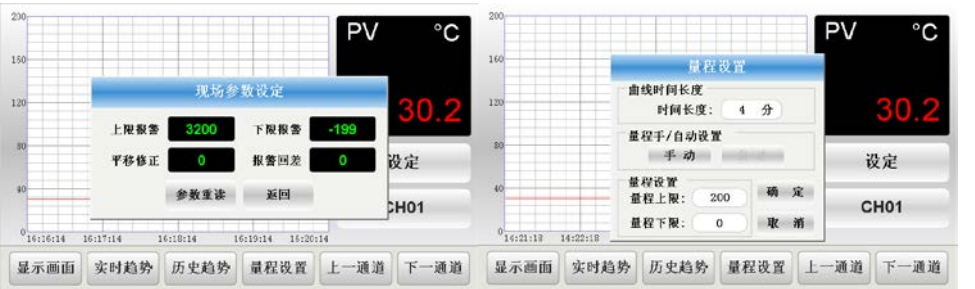 200
PV °C
150
现场参数设定
120
上限报警 3200 下限报警 -199
30.2
80
平移修正 0 报警回差 0
设定
40
参数重读 返回
CH01
0
16:16:14 16:17:14 16:18:14 16:19:14 16:20:14
显示画面 实时趋势 历史趋势 量程设置 上一通道 下一通道
200
PV °C
160
量程设置
曲线时间长度
120
时间长度: 4 分
30.2
量程手/自动设置
80
手动
设定
40
量程设置
量程上限: 200
确定
CH01
量程下限: 0
取消
0
16:21:18 16:22:18
显示画面 实时趋势 历史趋势 量程设置 上一通道 下一通道